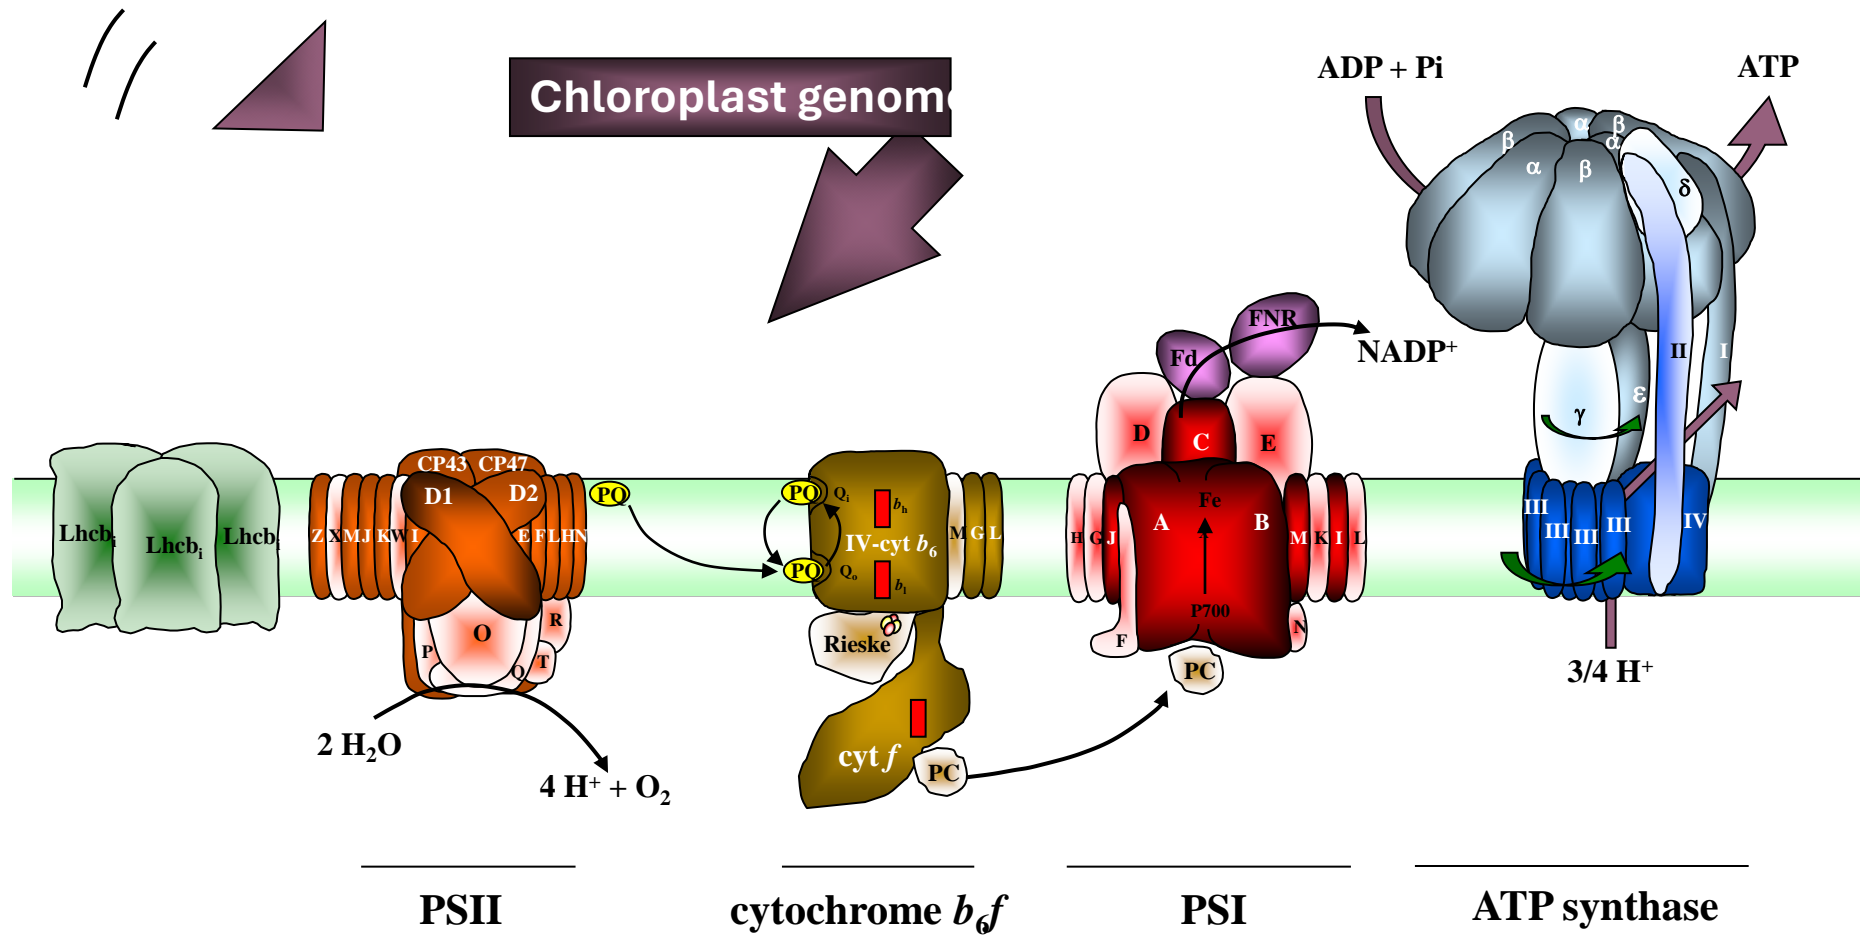 Chloroplast genom
ADP + Pi
ATP
β
α
β
α
α
β
δ
FNR
Fd
NADP⁺
II
I
ε
γ
D
C
E
CP43
CP47
D1
D2
PQ
PQ
Qᵢ
bₕ
Fe
Lhcbᵢ
Lhcbᵢ
Lhcbᵢ
Z X M J K W I
E F L H N
IV-cyt b₆
M G L
H G J
A
B
M K I L
III
III
III
III
IV
PQ
Qₒ
bₗ
P700
O
R
P
Q
T
Rieske
F
N
PC
3/4 H⁺
2 H₂O
4 H⁺ + O₂
cyt f
PC
PSII
cytochrome b₆f
PSI
ATP synthase